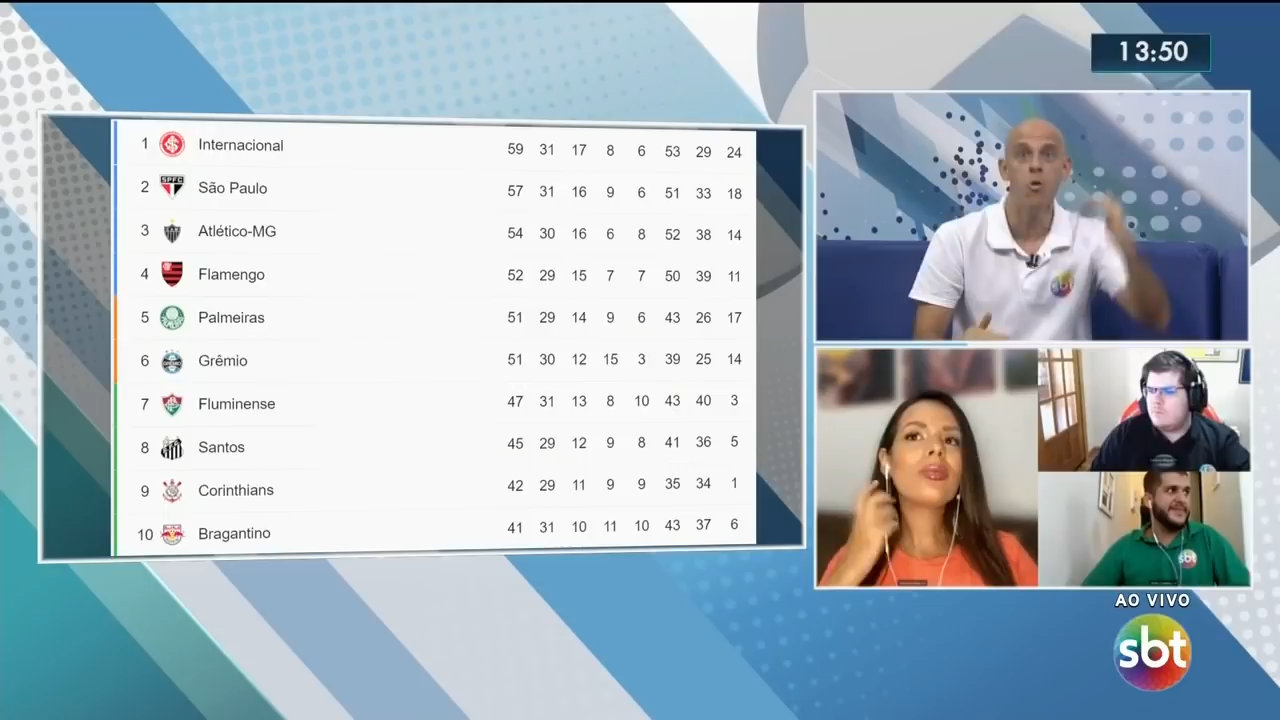 13:50
1 Internacional 59 31 17 8 6 53 29 24
2 São Paulo 57 31 16 9 6 51 33 18
3 Atlético-MG 54 30 16 6 8 52 38 14
4 Flamengo 52 29 15 7 7 50 39 11
5 Palmeiras 51 29 14 9 6 43 26 17
6 Grêmio 51 30 12 15 3 39 25 14
7 Fluminense 47 31 13 8 10 43 40 3
8 Santos 45 29 12 9 8 41 36 5
9 Corinthians 42 29 11 9 9 35 34 1
10 Bragantino 41 31 10 11 10 43 37 6
SPFC
sbt
sbt
AO VIVO
sbt